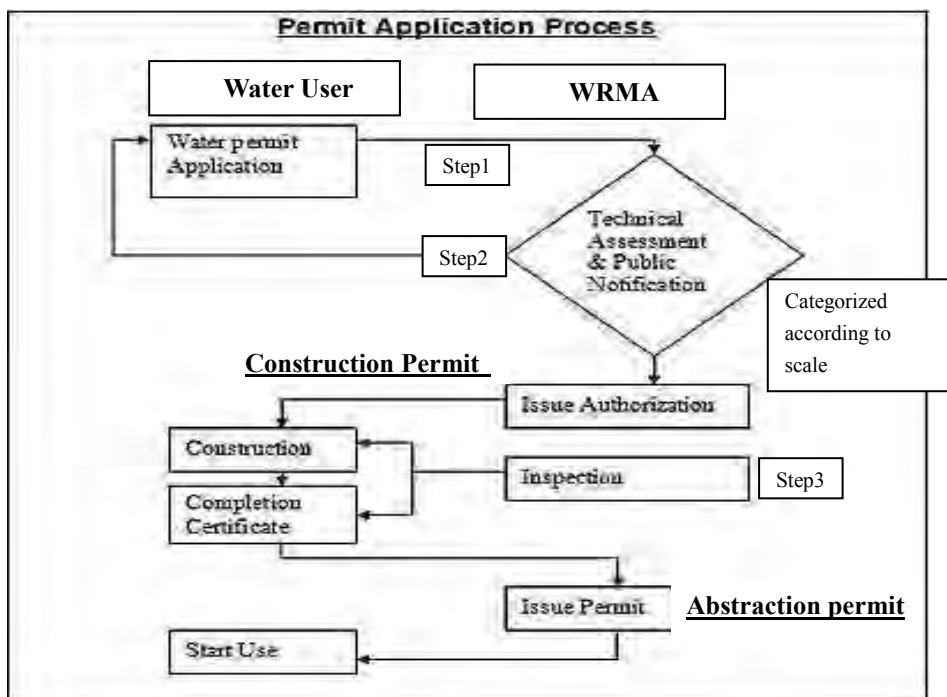 Permit Application Process
Water User
WRMA
Water permit
Application
Step1
Technical
Assessment
& Public
Notification
Step2
Categorized
according to
scale
Construction Permit
Issue Authorization
Construction
Inspection
Step3
Completion
Certificate
Issue Permit
Abstraction permit
Start Use